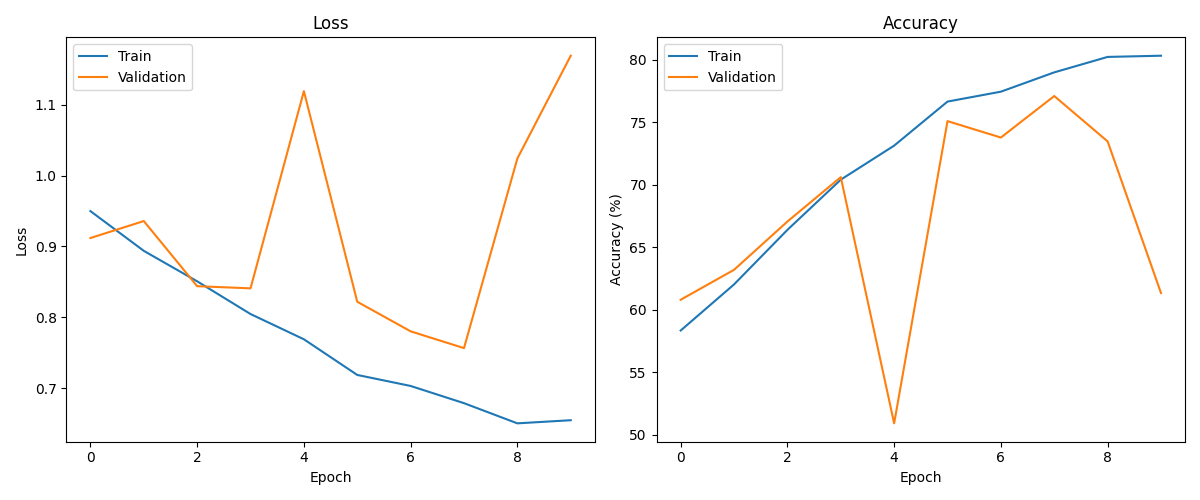 Loss
Train
Validation
1.1
1.0
0.9
0.8
0.7
Loss
0 2 4 6 8
Epoch
Accuracy
Train
Validation
80
75
70
65
60
55
50
Accuracy (%)
0 2 4 6 8
Epoch